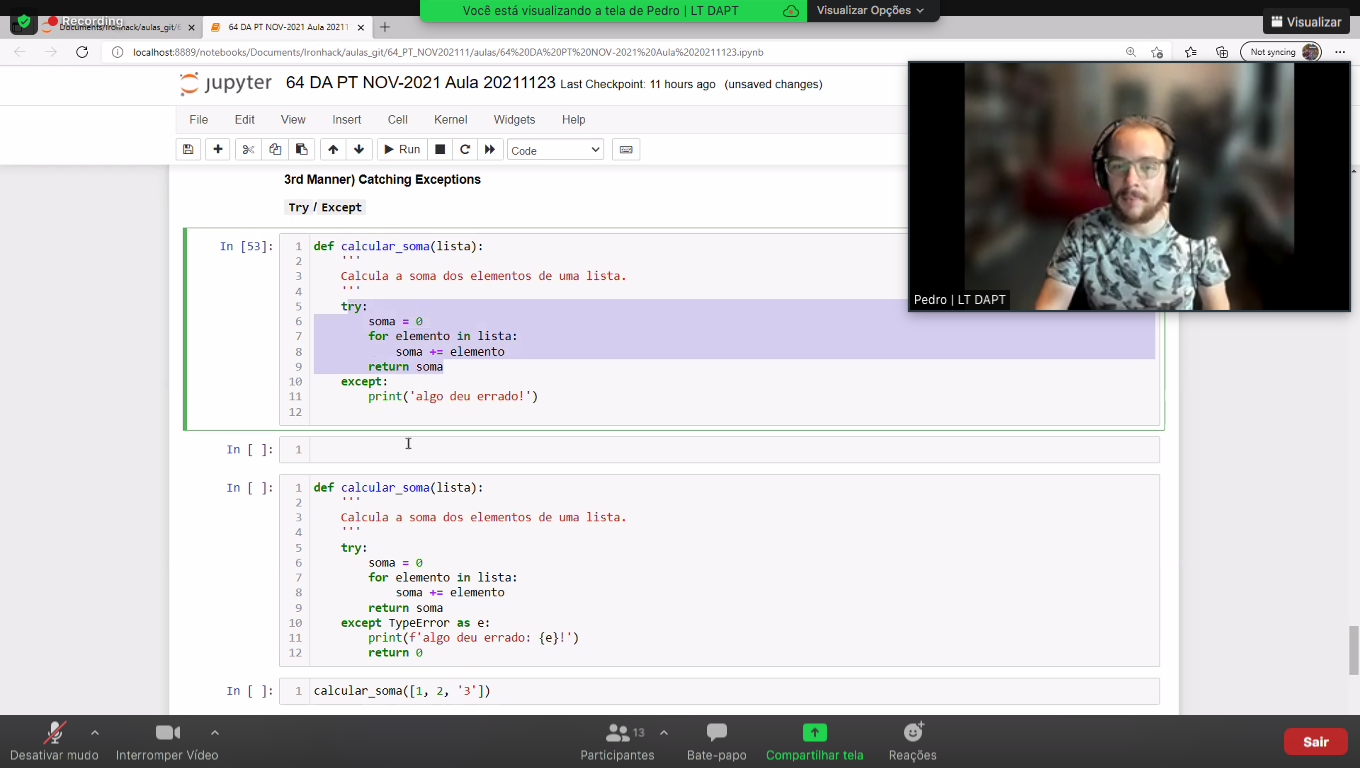 Recording
Você está visualizando a tela de Pedro | LT DAPT
Visualizar Opções
Visualizar
Documents/Ironhack/aulas_git/6
64 DA PT NOV-2021 Aula 20211
localhost:8889/notebooks/Documents/Ironhack/aulas_git/64_PT_NOV202111/aulas/64%20DA%20PT%20NOV-2021%20Aula%2020211123.ipynb
Not syncing
jupyter 64 DA PT NOV-2021 Aula 20211123 Last Checkpoint: 11 hours ago (unsaved changes)
File Edit View Insert Cell Kernel Widgets Help
Run Code
3rd Manner) Catching Exceptions
Try / Except
In [53]: 1 def calcular_soma(lista):
2 '''
3 Calcula a soma dos elementos de uma lista.
4 '''
5 try:
6 soma = 0
7 for elemento in lista:
8 soma += elemento
9 return soma
10 except:
11 print('algo deu errado!')
12
Pedro | LT DAPT
In [ ]: 1
In [ ]: 1 def calcular_soma(lista):
2 '''
3 Calcula a soma dos elementos de uma lista.
4 '''
5 try:
6 soma = 0
7 for elemento in lista:
8 soma += elemento
9 return soma
10 except TypeError as e:
11 print(f'algo deu errado: {e}!')
12 return 0
In [ ]: 1 calcular_soma([1, 2, '3'])
Desativar mudo Interromper Vídeo 13 Participantes Bate-papo Compartilhar tela Reações Sair